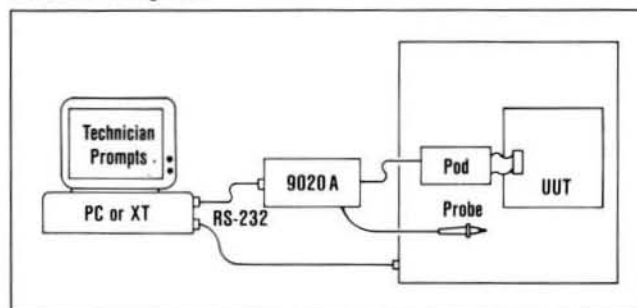 Technician
Prompts
PC or XT
RS-232
9020A
Pod
Probe
UUT